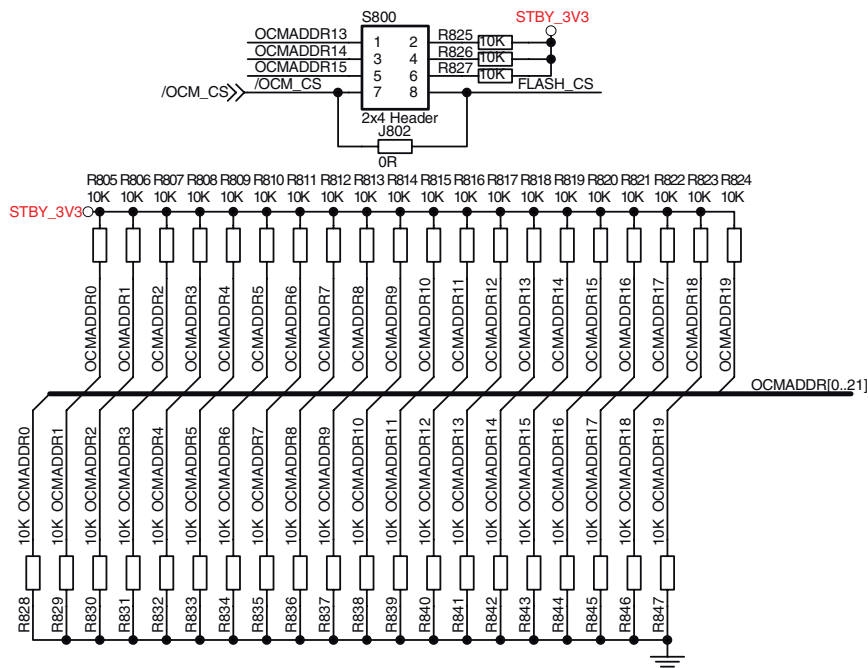 S800
STBY_3V3
OCMADDR13 1 2 R825 10K
OCMADDR14 3 4 R826 10K
OCMADDR15 5 6 R827 10K
/OCM_CS /OCM_CS 7 8 FLASH_CS
2x4 Header
J802
0R
R805 R806 R807 R808 R809 R810 R811 R812 R813 R814 R815 R816 R817 R818 R819 R820 R821 R822 R823 R824
10K 10K 10K 10K 10K 10K 10K 10K 10K 10K 10K 10K 10K 10K 10K 10K 10K 10K 10K 10K
STBY_3V3
OCMADDR0 OCMADDR1 OCMADDR2 OCMADDR3 OCMADDR4 OCMADDR5 OCMADDR6 OCMADDR7 OCMADDR8 OCMADDR9 OCMADDR10 OCMADDR11 OCMADDR12 OCMADDR13 OCMADDR14 OCMADDR15 OCMADDR16 OCMADDR17 OCMADDR18 OCMADDR19
OCMADDR[0..21]
OCMADDR0 OCMADDR1 OCMADDR2 OCMADDR3 OCMADDR4 OCMADDR5 OCMADDR6 OCMADDR7 OCMADDR8 OCMADDR9 OCMADDR10 OCMADDR11 OCMADDR12 OCMADDR13 OCMADDR14 OCMADDR15 OCMADDR16 OCMADDR17 OCMADDR18 OCMADDR19
10K 10K 10K 10K 10K 10K 10K 10K 10K 10K 10K 10K 10K 10K 10K 10K 10K 10K 10K 10K
R828 R829 R830 R831 R832 R833 R834 R835 R836 R837 R838 R839 R840 R841 R842 R843 R844 R845 R846 R847